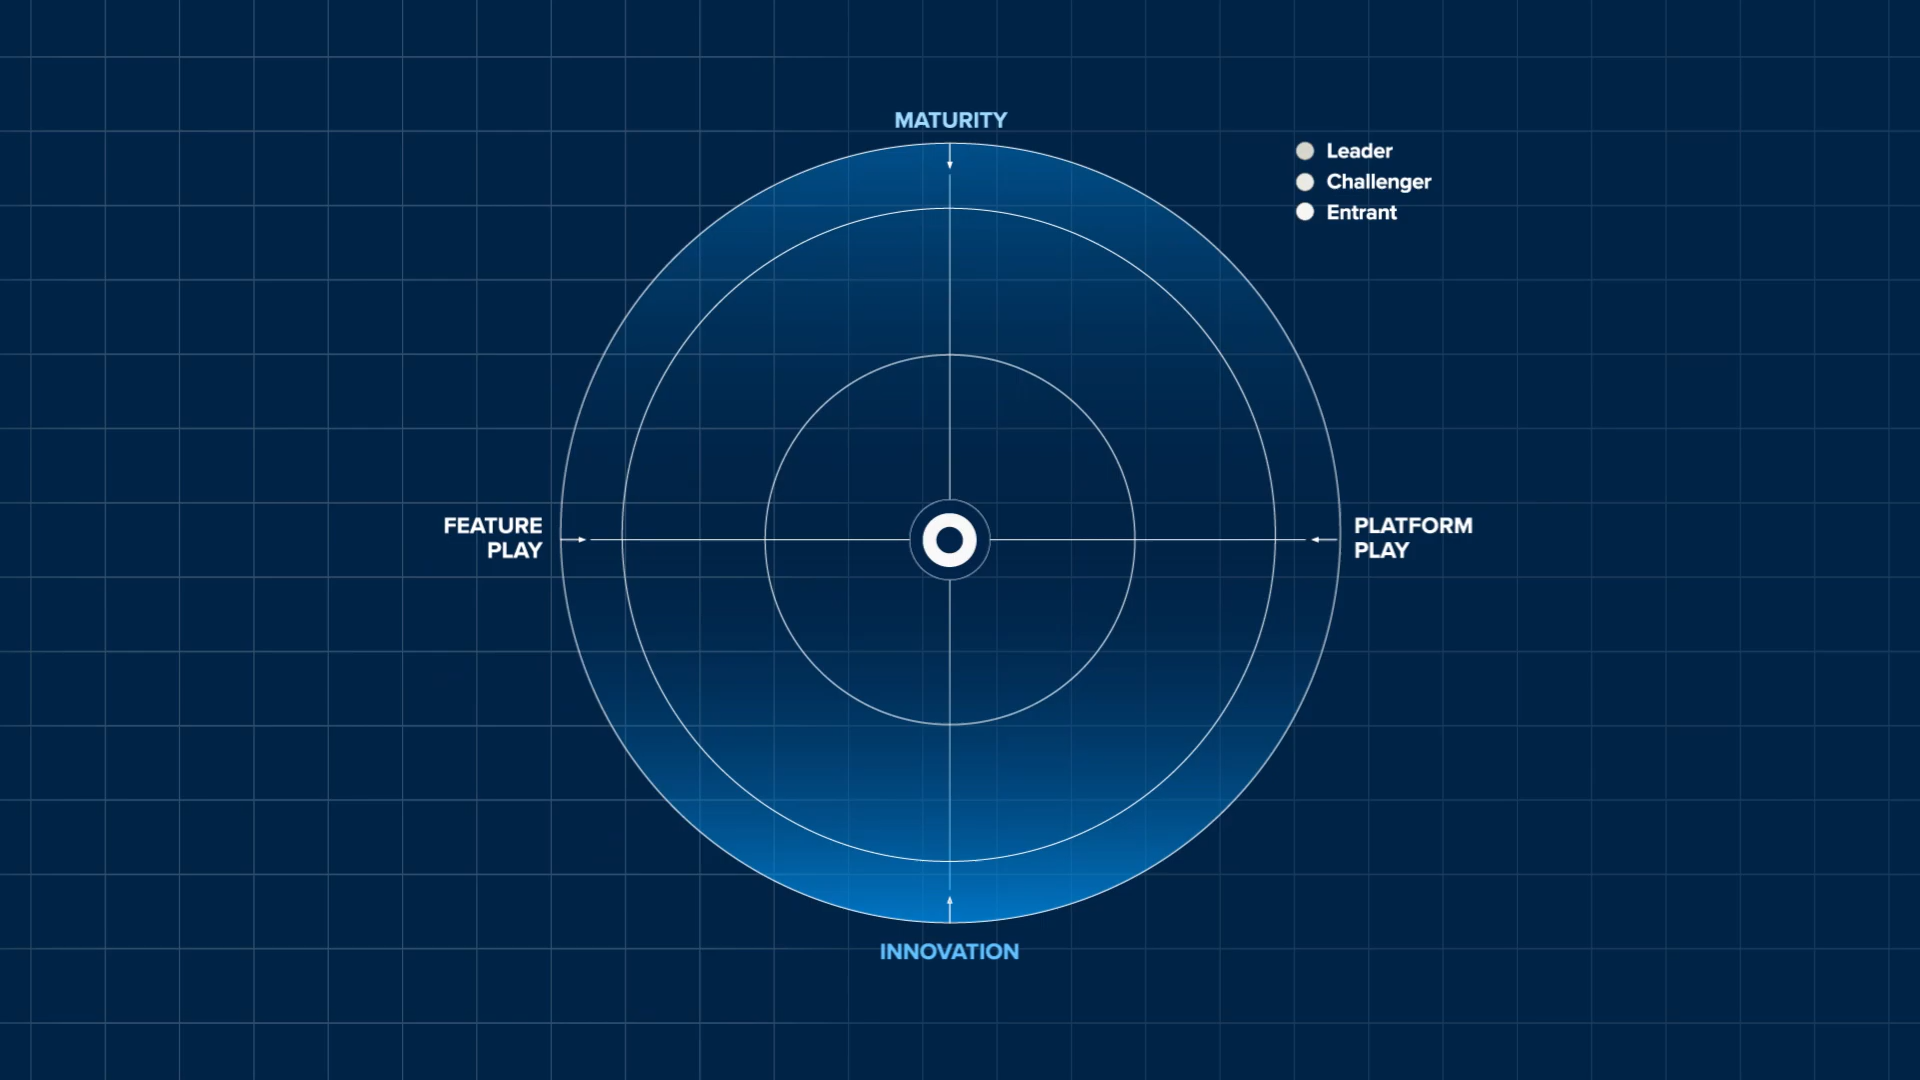 MATURITY
Leader
Challenger
Entrant
FEATURE
PLAY
PLATFORM
PLAY
INNOVATION